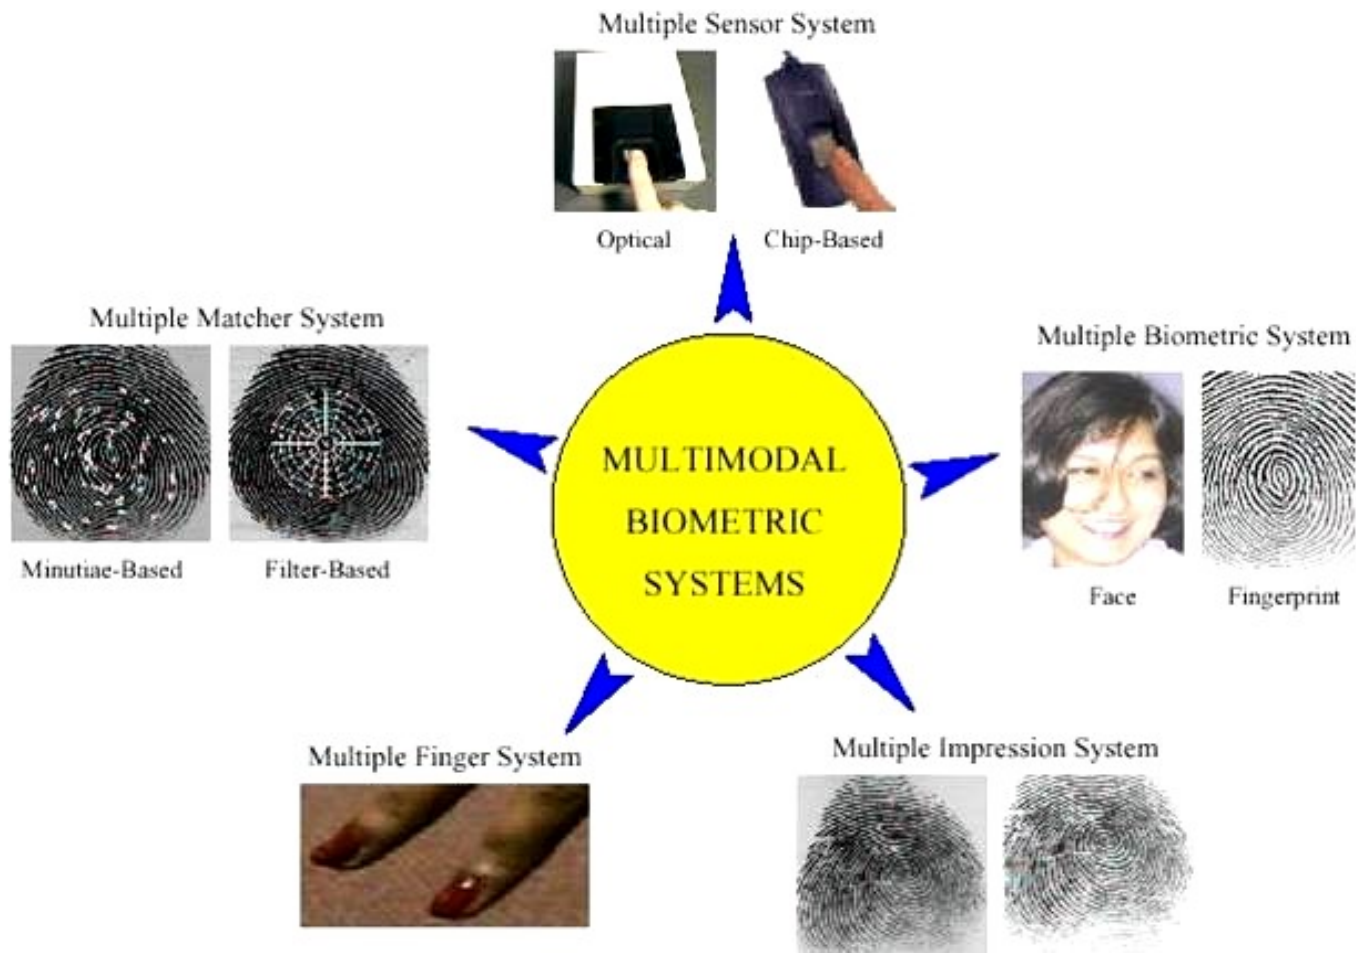 Multiple Sensor System
Optical
Chip-Based
Multiple Matcher System
Minutiae-Based
Filter-Based
Multiple Biometric System
Face
Fingerprint
MULTIMODAL
BIOMETRIC
SYSTEMS
Multiple Finger System
Multiple Impression System